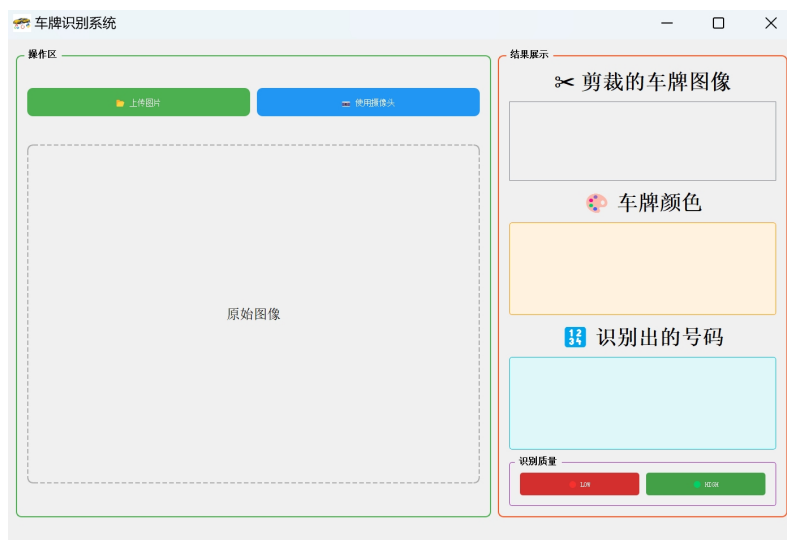 车牌识别系统
操作区
上传图片
使用摄像头
原始图像
结果展示
剪裁的车牌图像
车牌颜色
1234
识别出的号码
识别质量
LOW
HIGH